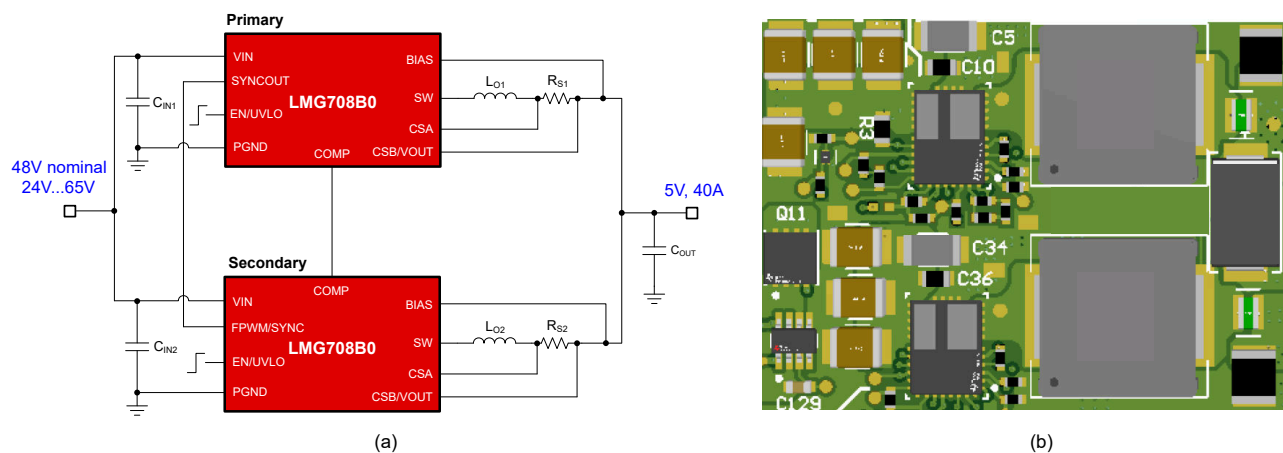 Primary
VIN
SYNCOUT
EN/UVLO
PGND
LMG708B0
COMP
BIAS
SW
CSA
CSB/VOUT
CIN1
LO1
RS1
48V nominal
24V...65V
5V, 40A
COUT
Secondary
COMP
VIN
FPWM/SYNC
EN/UVLO
PGND
LMG708B0
BIAS
SW
CSA
CSB/VOUT
CIN2
LO2
RS2
(a)
C5
C10
R3
Q11
C34
C36
C129
(b)